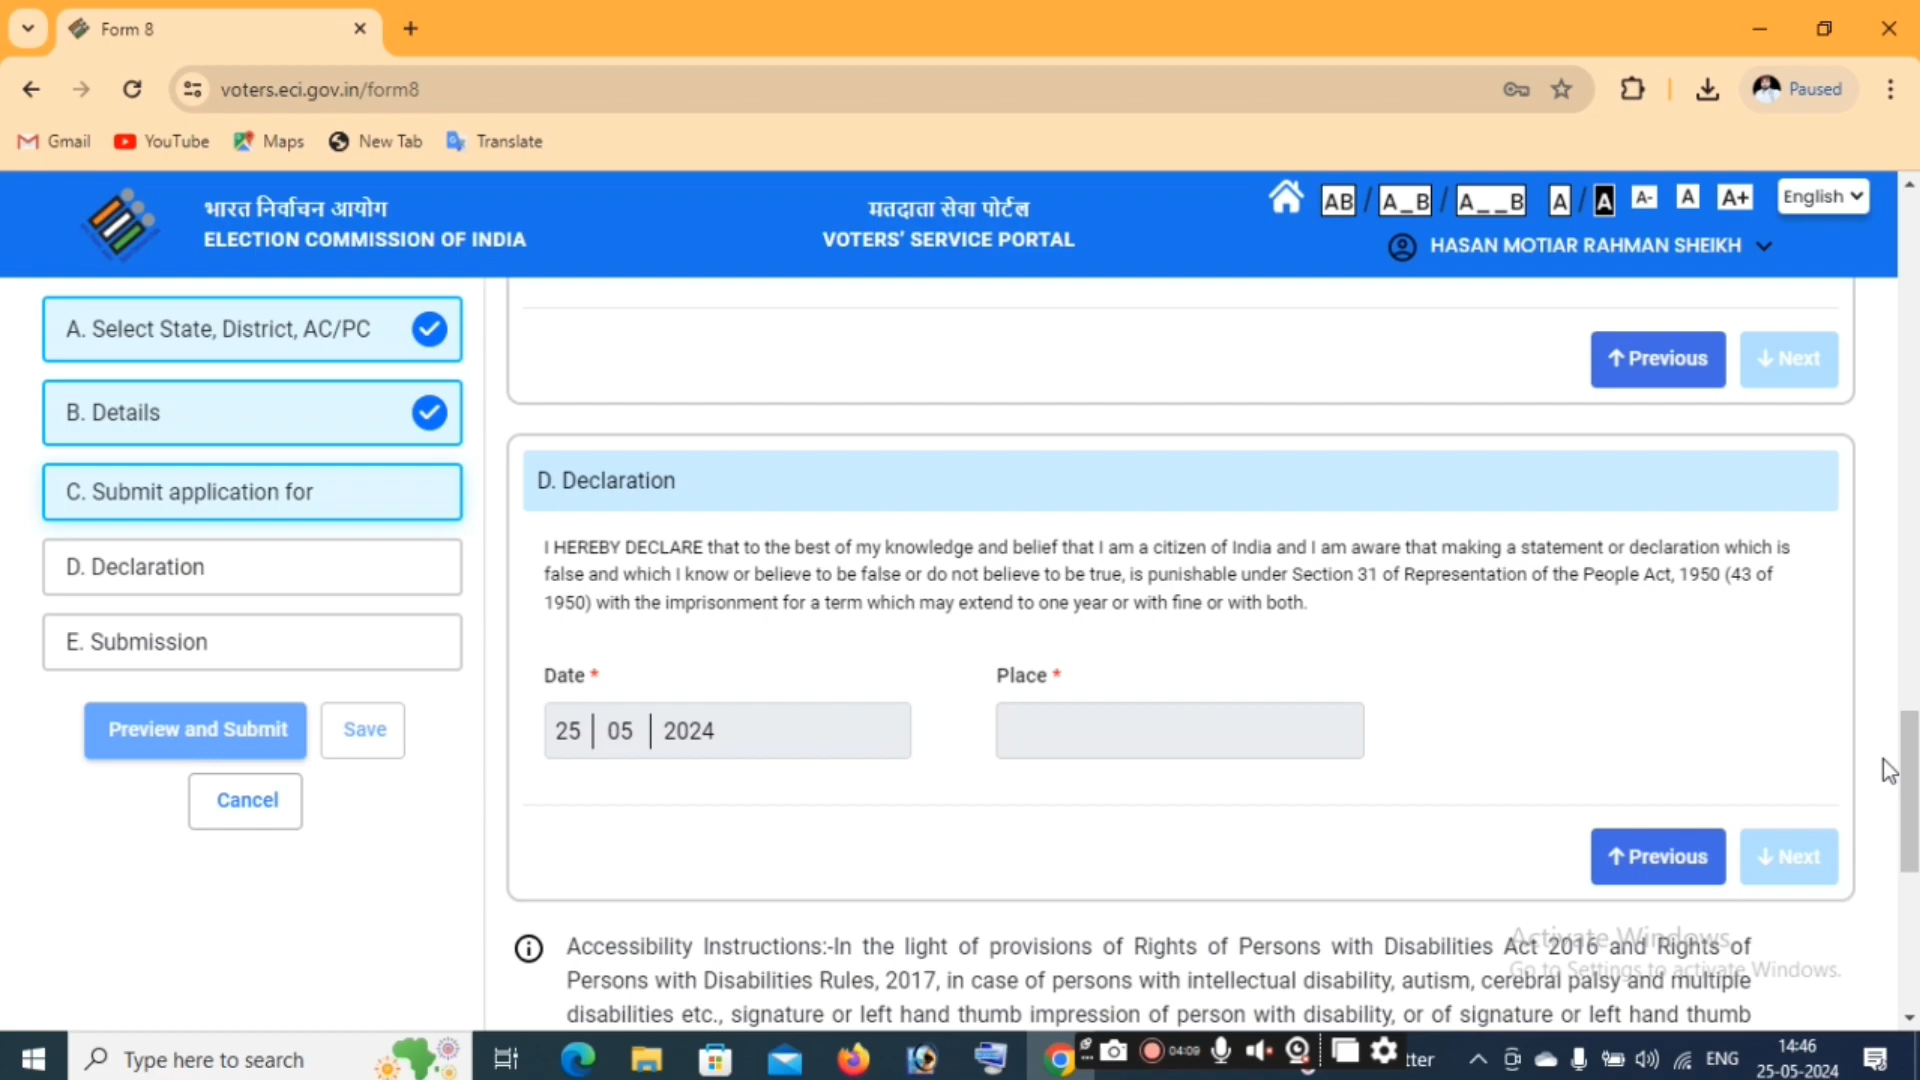 Form 8
voters.eci.gov.in/form8
Paused
Gmail
YouTube
Maps
New Tab
Translate
भारत निर्वाचन आयोग
ELECTION COMMISSION OF INDIA
मतदाता सेवा पोर्टल
VOTERS' SERVICE PORTAL
AB / A_B / A__B A / A A- A A+ English
HASAN MOTIAR RAHMAN SHEIKH
A. Select State, District, AC/PC
B. Details
C. Submit application for
D. Declaration
E. Submission
Preview and Submit
Save
Cancel
Previous
Next
D. Declaration
I HEREBY DECLARE that to the best of my knowledge and belief that I am a citizen of India and I am aware that making a statement or declaration which is
false and which I know or believe to be false or do not believe to be true, is punishable under Section 31 of Representation of the People Act, 1950 (43 of
1950) with the imprisonment for a term which may extend to one year or with fine or with both.
Date *
Place *
25 | 05 | 2024
Previous
Next
Accessibility Instructions:-In the light of provisions of Rights of Persons with Disabilities Act 2016 and Rights of
Persons with Disabilities Rules, 2017, in case of persons with intellectual disability, autism, cerebral palsy and multiple
disabilities etc., signature or left hand thumb impression of person with disability, or of signature or left hand thumb
Activate Windows
Go to Settings to activate Windows.
Type here to search
04:09
tter
ENG
14:46
25-05-2024